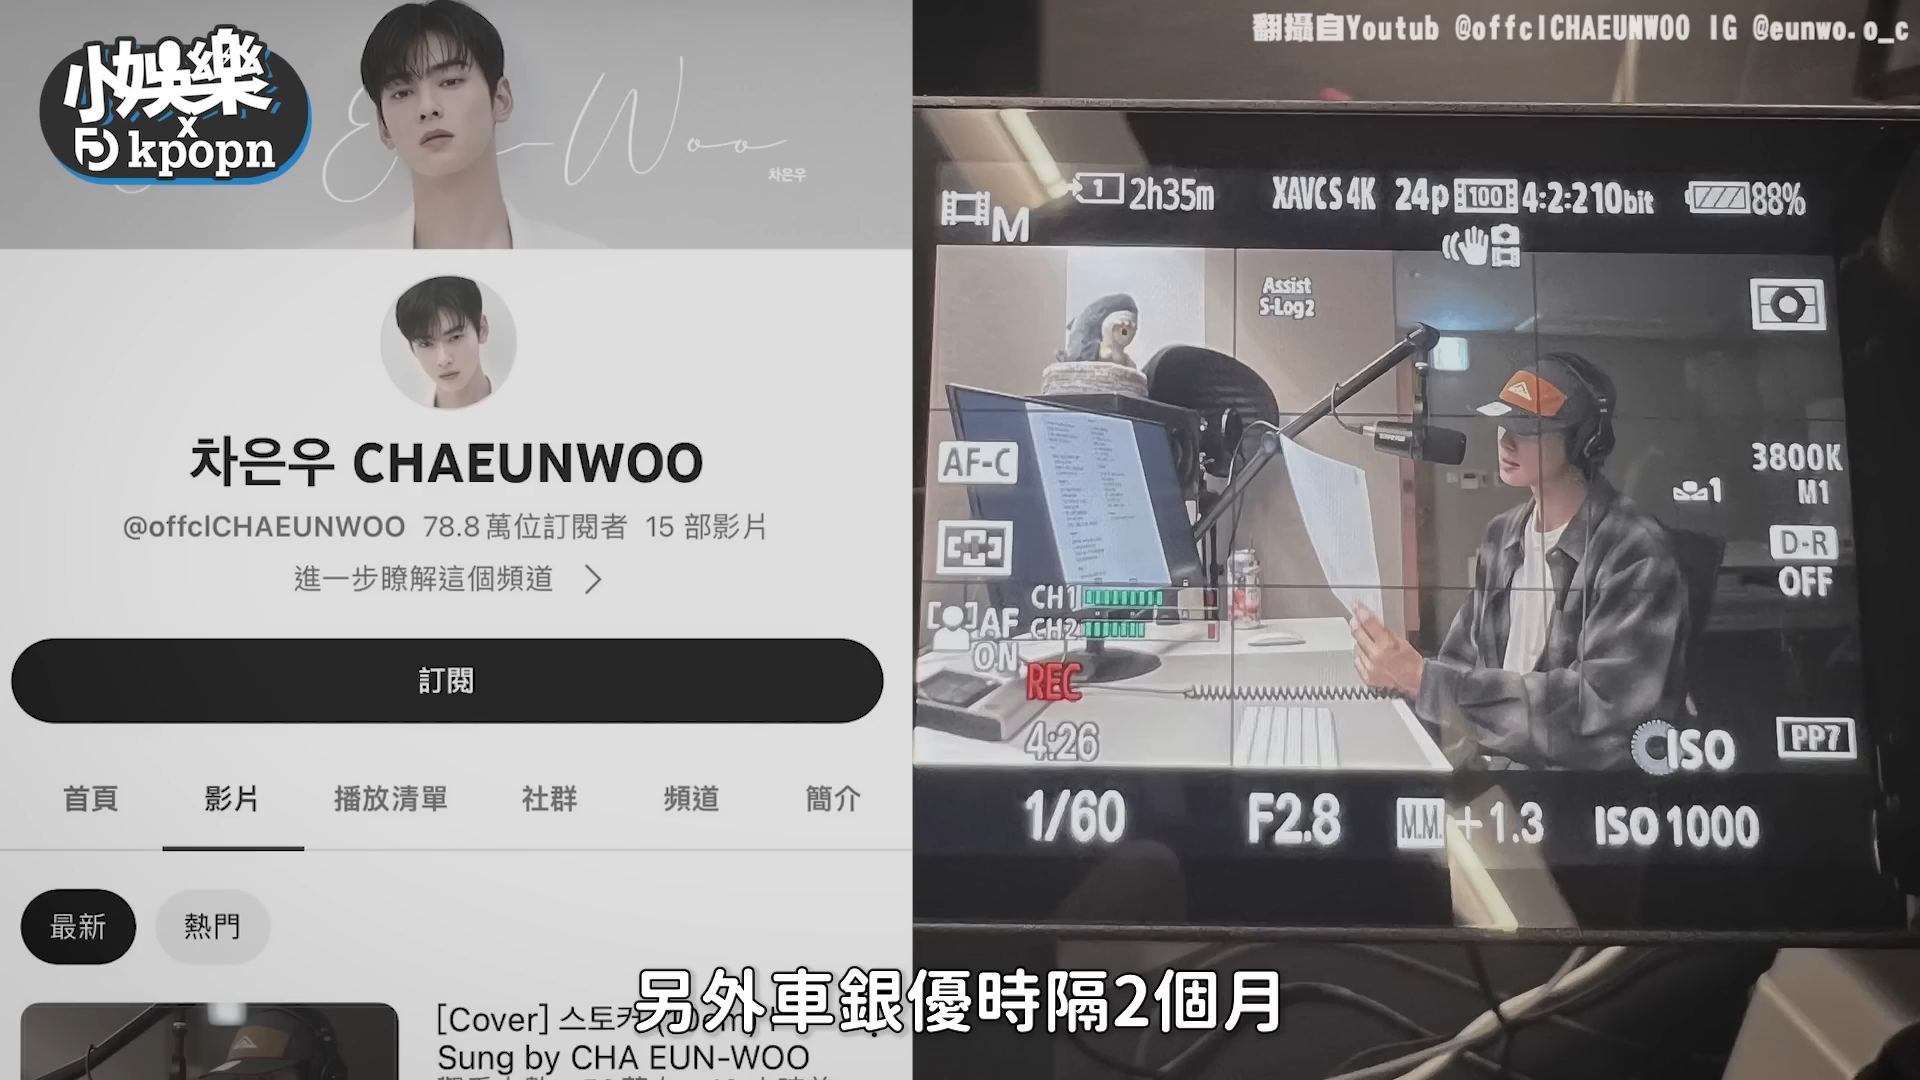 小娛樂
x
kpopn
翻攝自Youtub @offclCHAEUNWOO IG @eunwo.o_c
Eun-Woo
차은우
차은우 CHAEUNWOO
@offclCHAEUNWOO 78.8 萬位訂閱者 15 部影片
進一步瞭解這個頻道
訂閱
首頁 影片 播放清單 社群 頻道 簡介
最新 熱門
[Cover] 스토커
Sung by CHA EUN-WOO
M 1 2h35m XAVC S 4K 24p 100 4:2:2 10bit 88%
Assist
S-Log2
AF-C
3800K
1 M1
D-R
OFF
CH1
AF CH2
ON
REC
4:26
ISO PP7
1/60 F2.8 M.M. +1.3 ISO 1000
另外車銀優時隔2個月